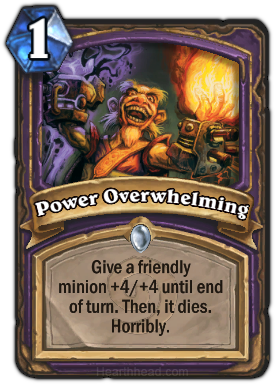 1
Power Overwhelming
Give a friendly
minion +4/+4 until end
of turn. Then, it dies.
Horribly.
Hearthhead.com